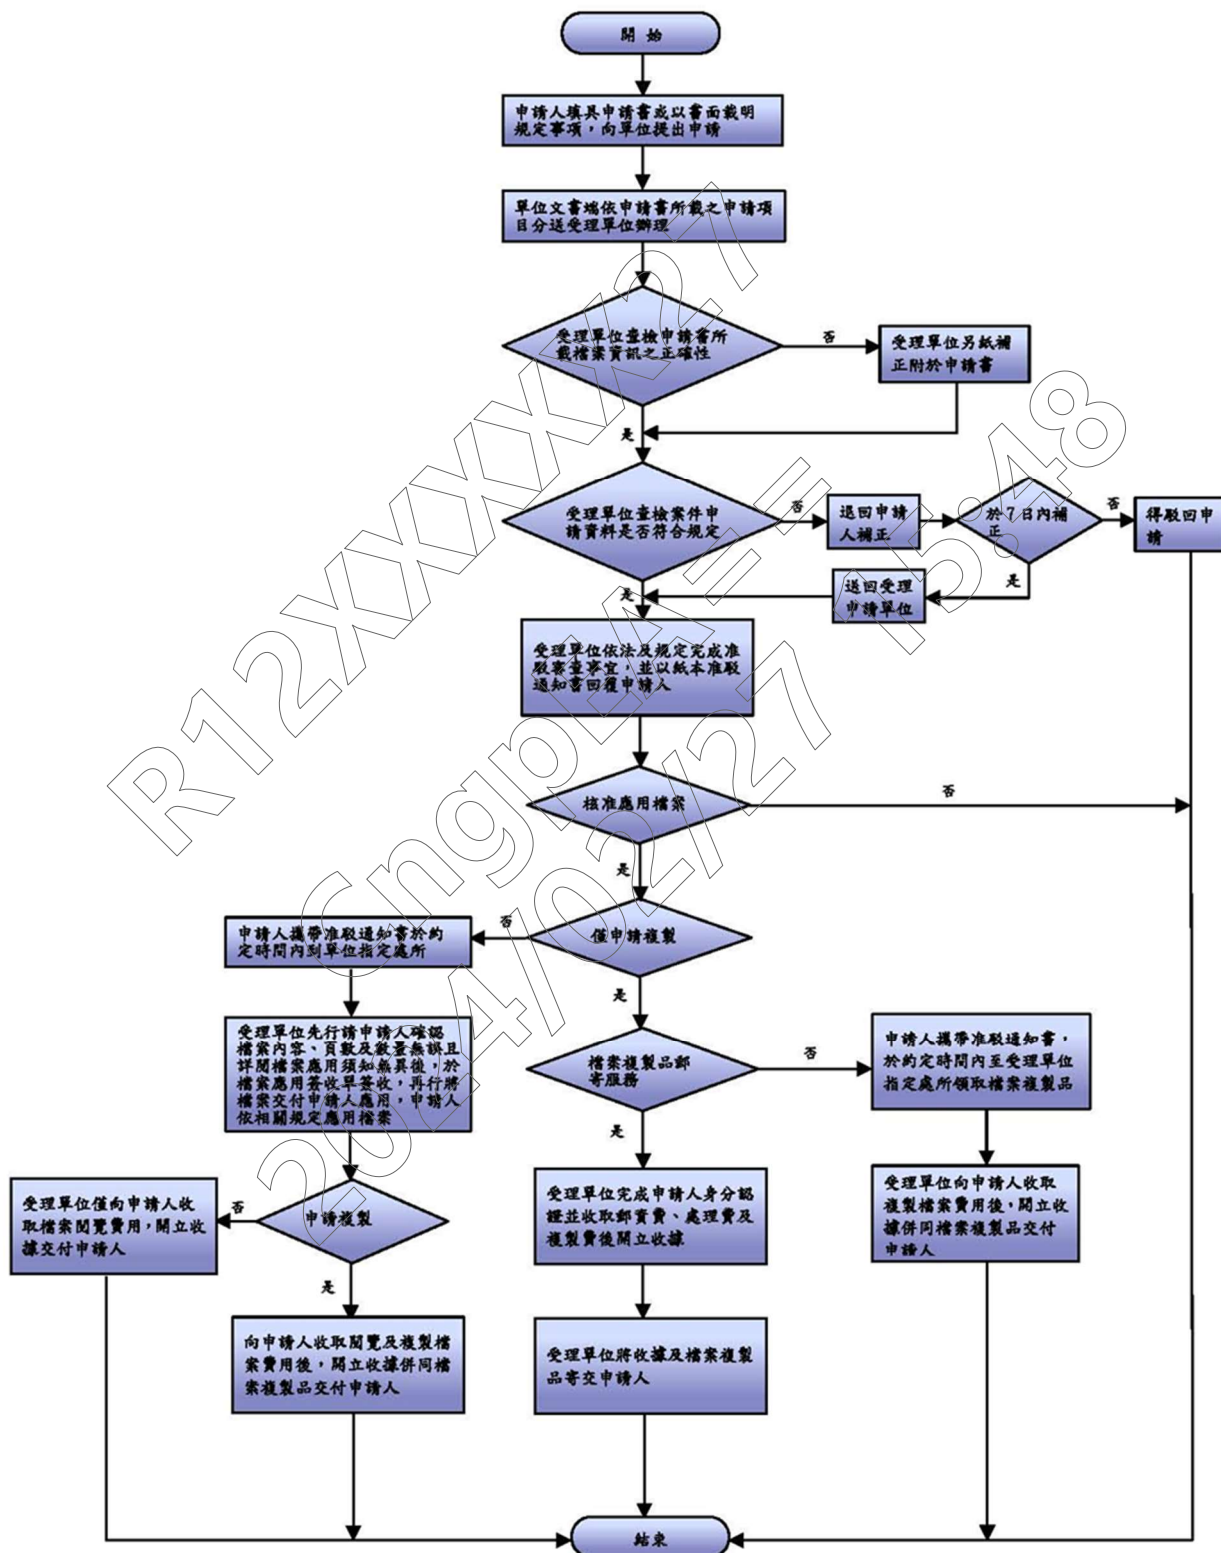 開 始
申請人填具申請書或以書面載明
規定事項，向單位提出申請
單位文書端依申請書所載之申請項
目分送受理單位辦理
受理單位查檢申請書所
載檔案資訊之正確性
否
受理單位另紙補
正附於申請書
是
受理單位查檢案件申
請資料是否符合規定
否
退回申請
人補正
於7日內補
正
否
得駁回申
請
是
送回受理
申請單位
是
受理單位依法及規定完成准
駁審查事宜，並以紙本准駁
通知書回覆申請人
核准應用檔案
否
是
僅申請複製
否
申請人攜帶准駁通知書於約
定時間內到單位指定處所
是
受理單位先行請申請人確認
檔案內容、頁數及數量無誤且
詳閱檔案應用須知無異後，於
檔案應用簽收單簽收，再行將
檔案交付申請人應用，申請人
依相關規定應用檔案
檔案複製品郵
寄服務
否
申請人攜帶准駁通知書，
於約定時間內至受理單位
指定處所領取檔案複製品
是
申請複製
否
受理單位僅向申請人收
取檔案閱覽費用，開立收
據交付申請人
受理單位完成申請人身分認
證並收取郵資費、處理費及
複製費後開立收據
受理單位向申請人收取
複製檔案費用後，開立收
據併同檔案複製品交付
申請人
是
向申請人收取閱覽及複製檔
案費用後，開立收據併同檔
案複製品交付申請人
受理單位將收據及檔案複製
品寄交申請人
結束
R12XXXXX27
CngpLA==
2024/02/27 15:48